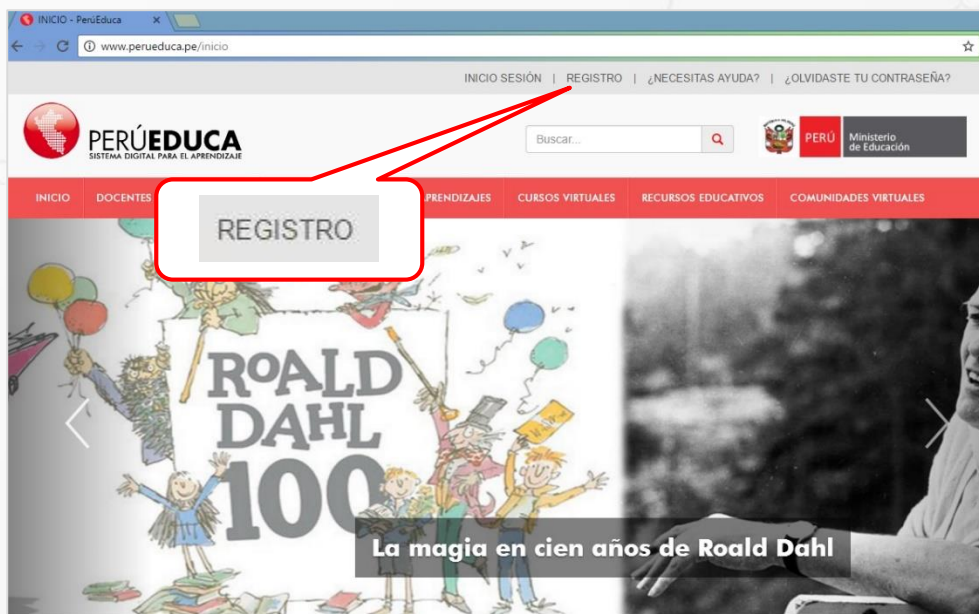 INICIO - PerúEduca
www.perueduca.pe/inicio
INICIO SESIÓN | REGISTRO | ¿NECESITAS AYUDA? | ¿OLVIDASTE TU CONTRASEÑA?
PERÚEDUCA
SISTEMA DIGITAL PARA EL APRENDIZAJE
Buscar...
PERÚ
Ministerio
de Educación
INICIO DOCENTES APRENDIZAJES CURSOS VIRTUALES RECURSOS EDUCATIVOS COMUNIDADES VIRTUALES
REGISTRO
ROALD
DAHL
100
La magia en cien años de Roald Dahl